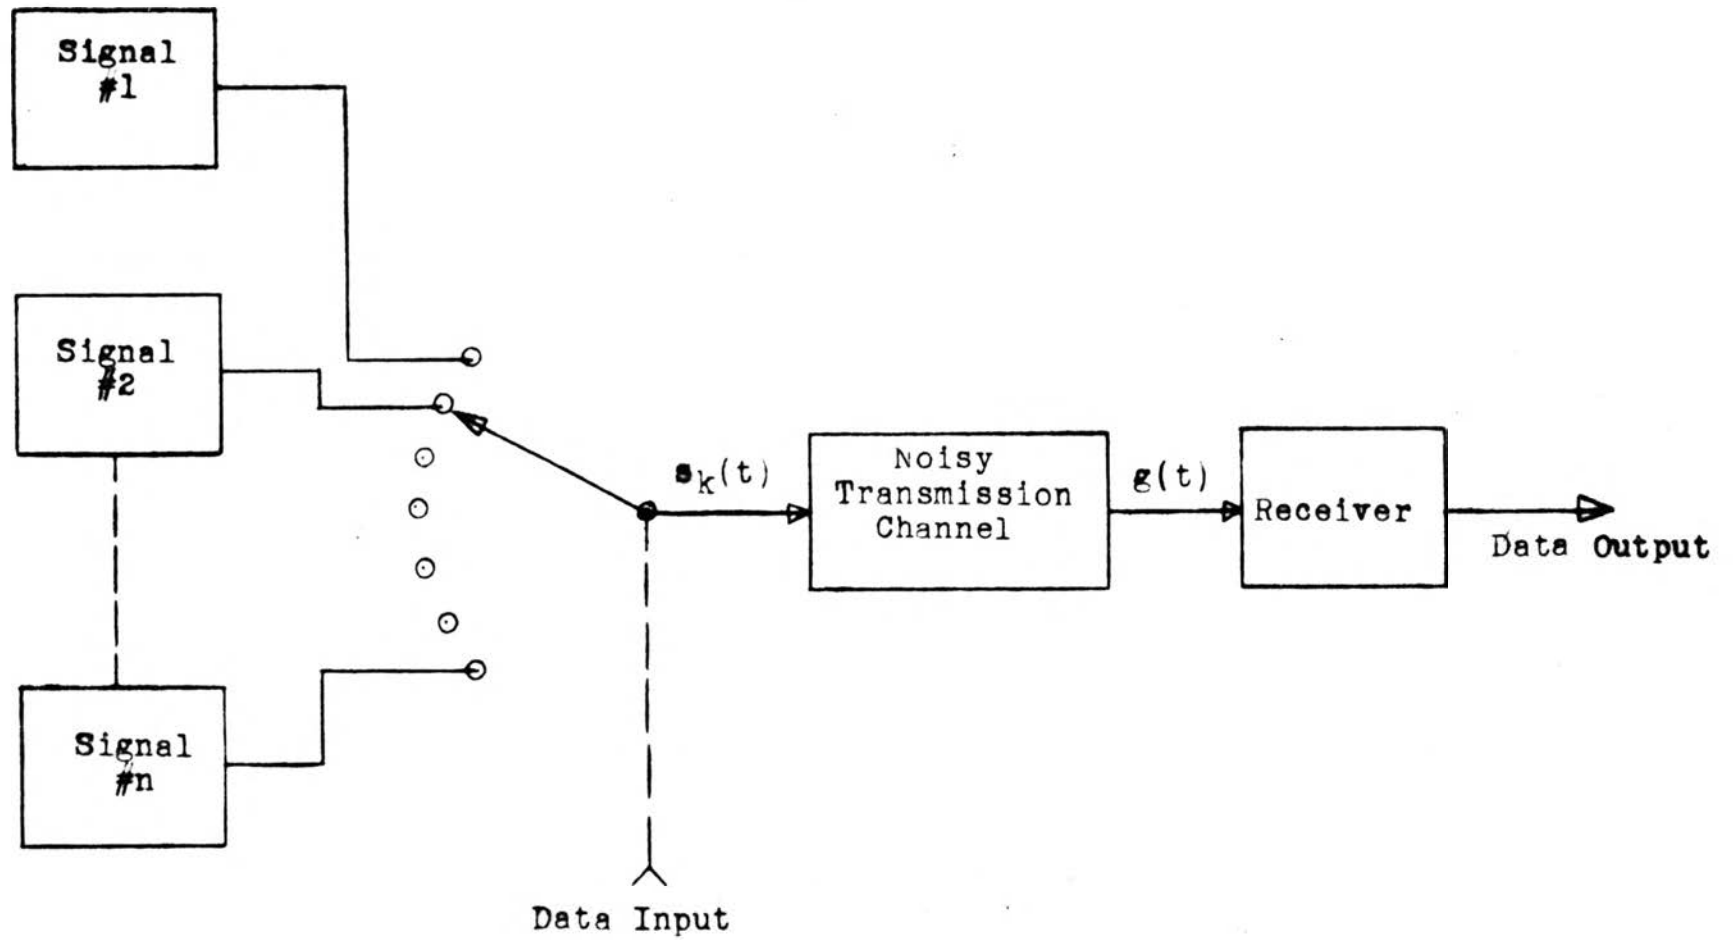 Signal
#1
Signal
#2
Signal
#n
s_k(t)
Noisy
Transmission
Channel
g(t)
Receiver
Data Output
Data Input